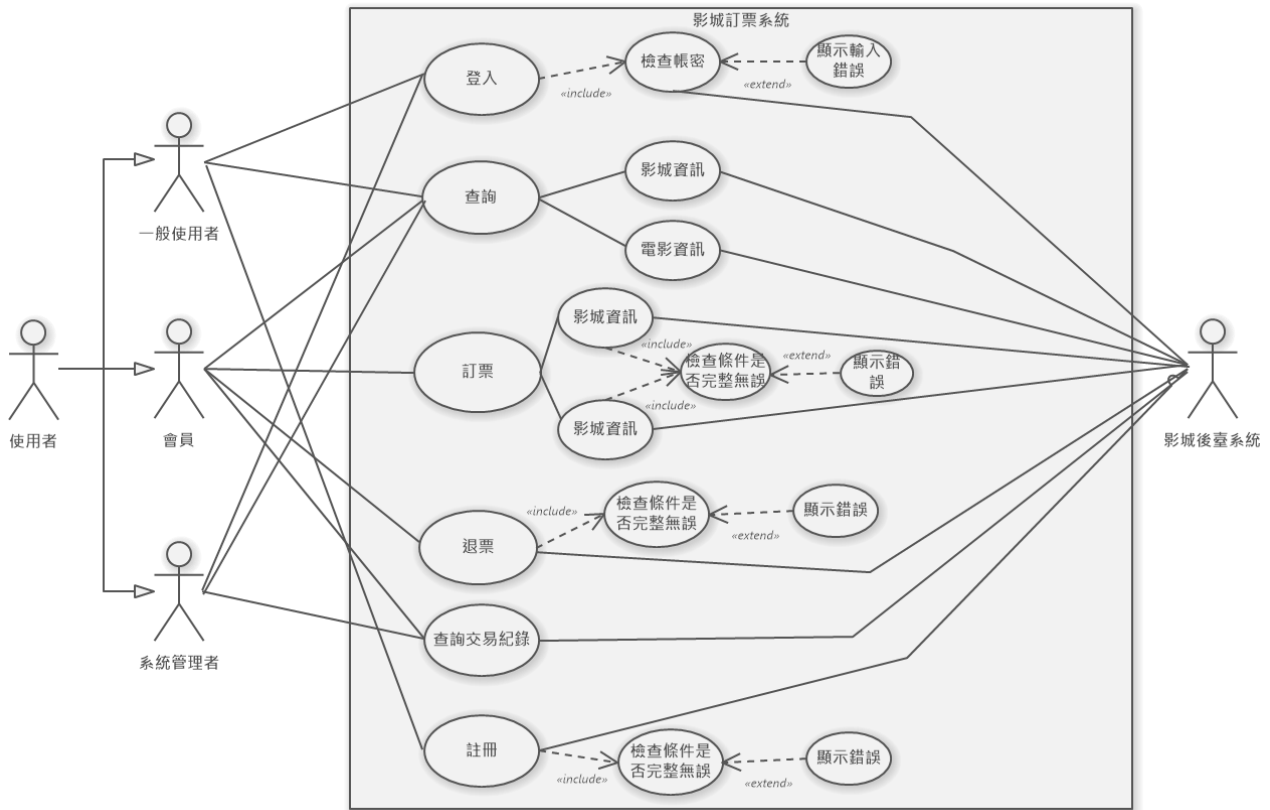 影城訂票系統
登入
檢查帳密
顯示輸入
錯誤
«include»
«extend»
一般使用者
查詢
影城資訊
電影資訊
使用者
會員
訂票
影城資訊
«include»
檢查條件是
否完整無誤
«extend»
顯示錯
誤
«include»
影城資訊
影城後臺系統
退票
«include»
檢查條件是
否完整無誤
«extend»
顯示錯誤
系統管理者
查詢交易紀錄
註冊
«include»
檢查條件是
否完整無誤
«extend»
顯示錯誤